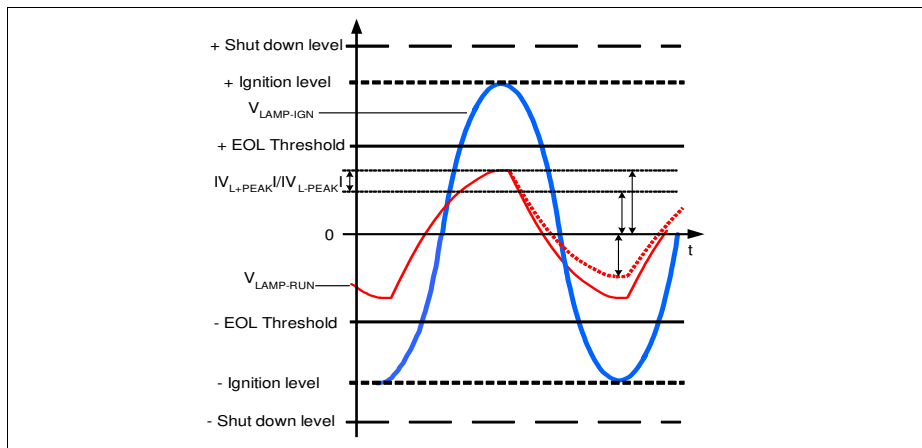 + Shut down level
+ Ignition level
VLAMP-IGN
+ EOL Threshold
IVL+PEAKI/IVL-PEAKI
0
t
VLAMP-RUN
- EOL Threshold
- Ignition level
- Shut down level